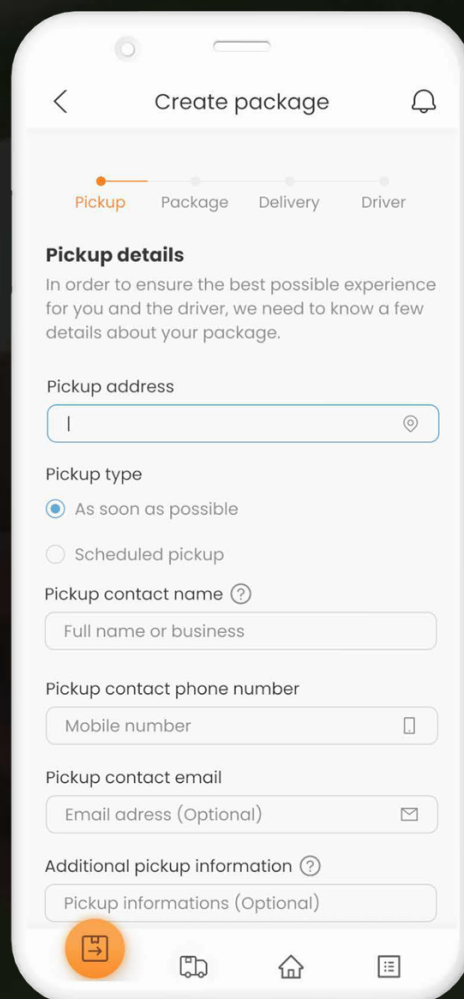 Create package
Pickup Package Delivery Driver
Pickup details
In order to ensure the best possible experience
for you and the driver, we need to know a few
details about your package.
Pickup address
Pickup type
As soon as possible
Scheduled pickup
Pickup contact name ?
Full name or business
Pickup contact phone number
Mobile number
Pickup contact email
Email adress (Optional)
Additional pickup information ?
Pickup informations (Optional)